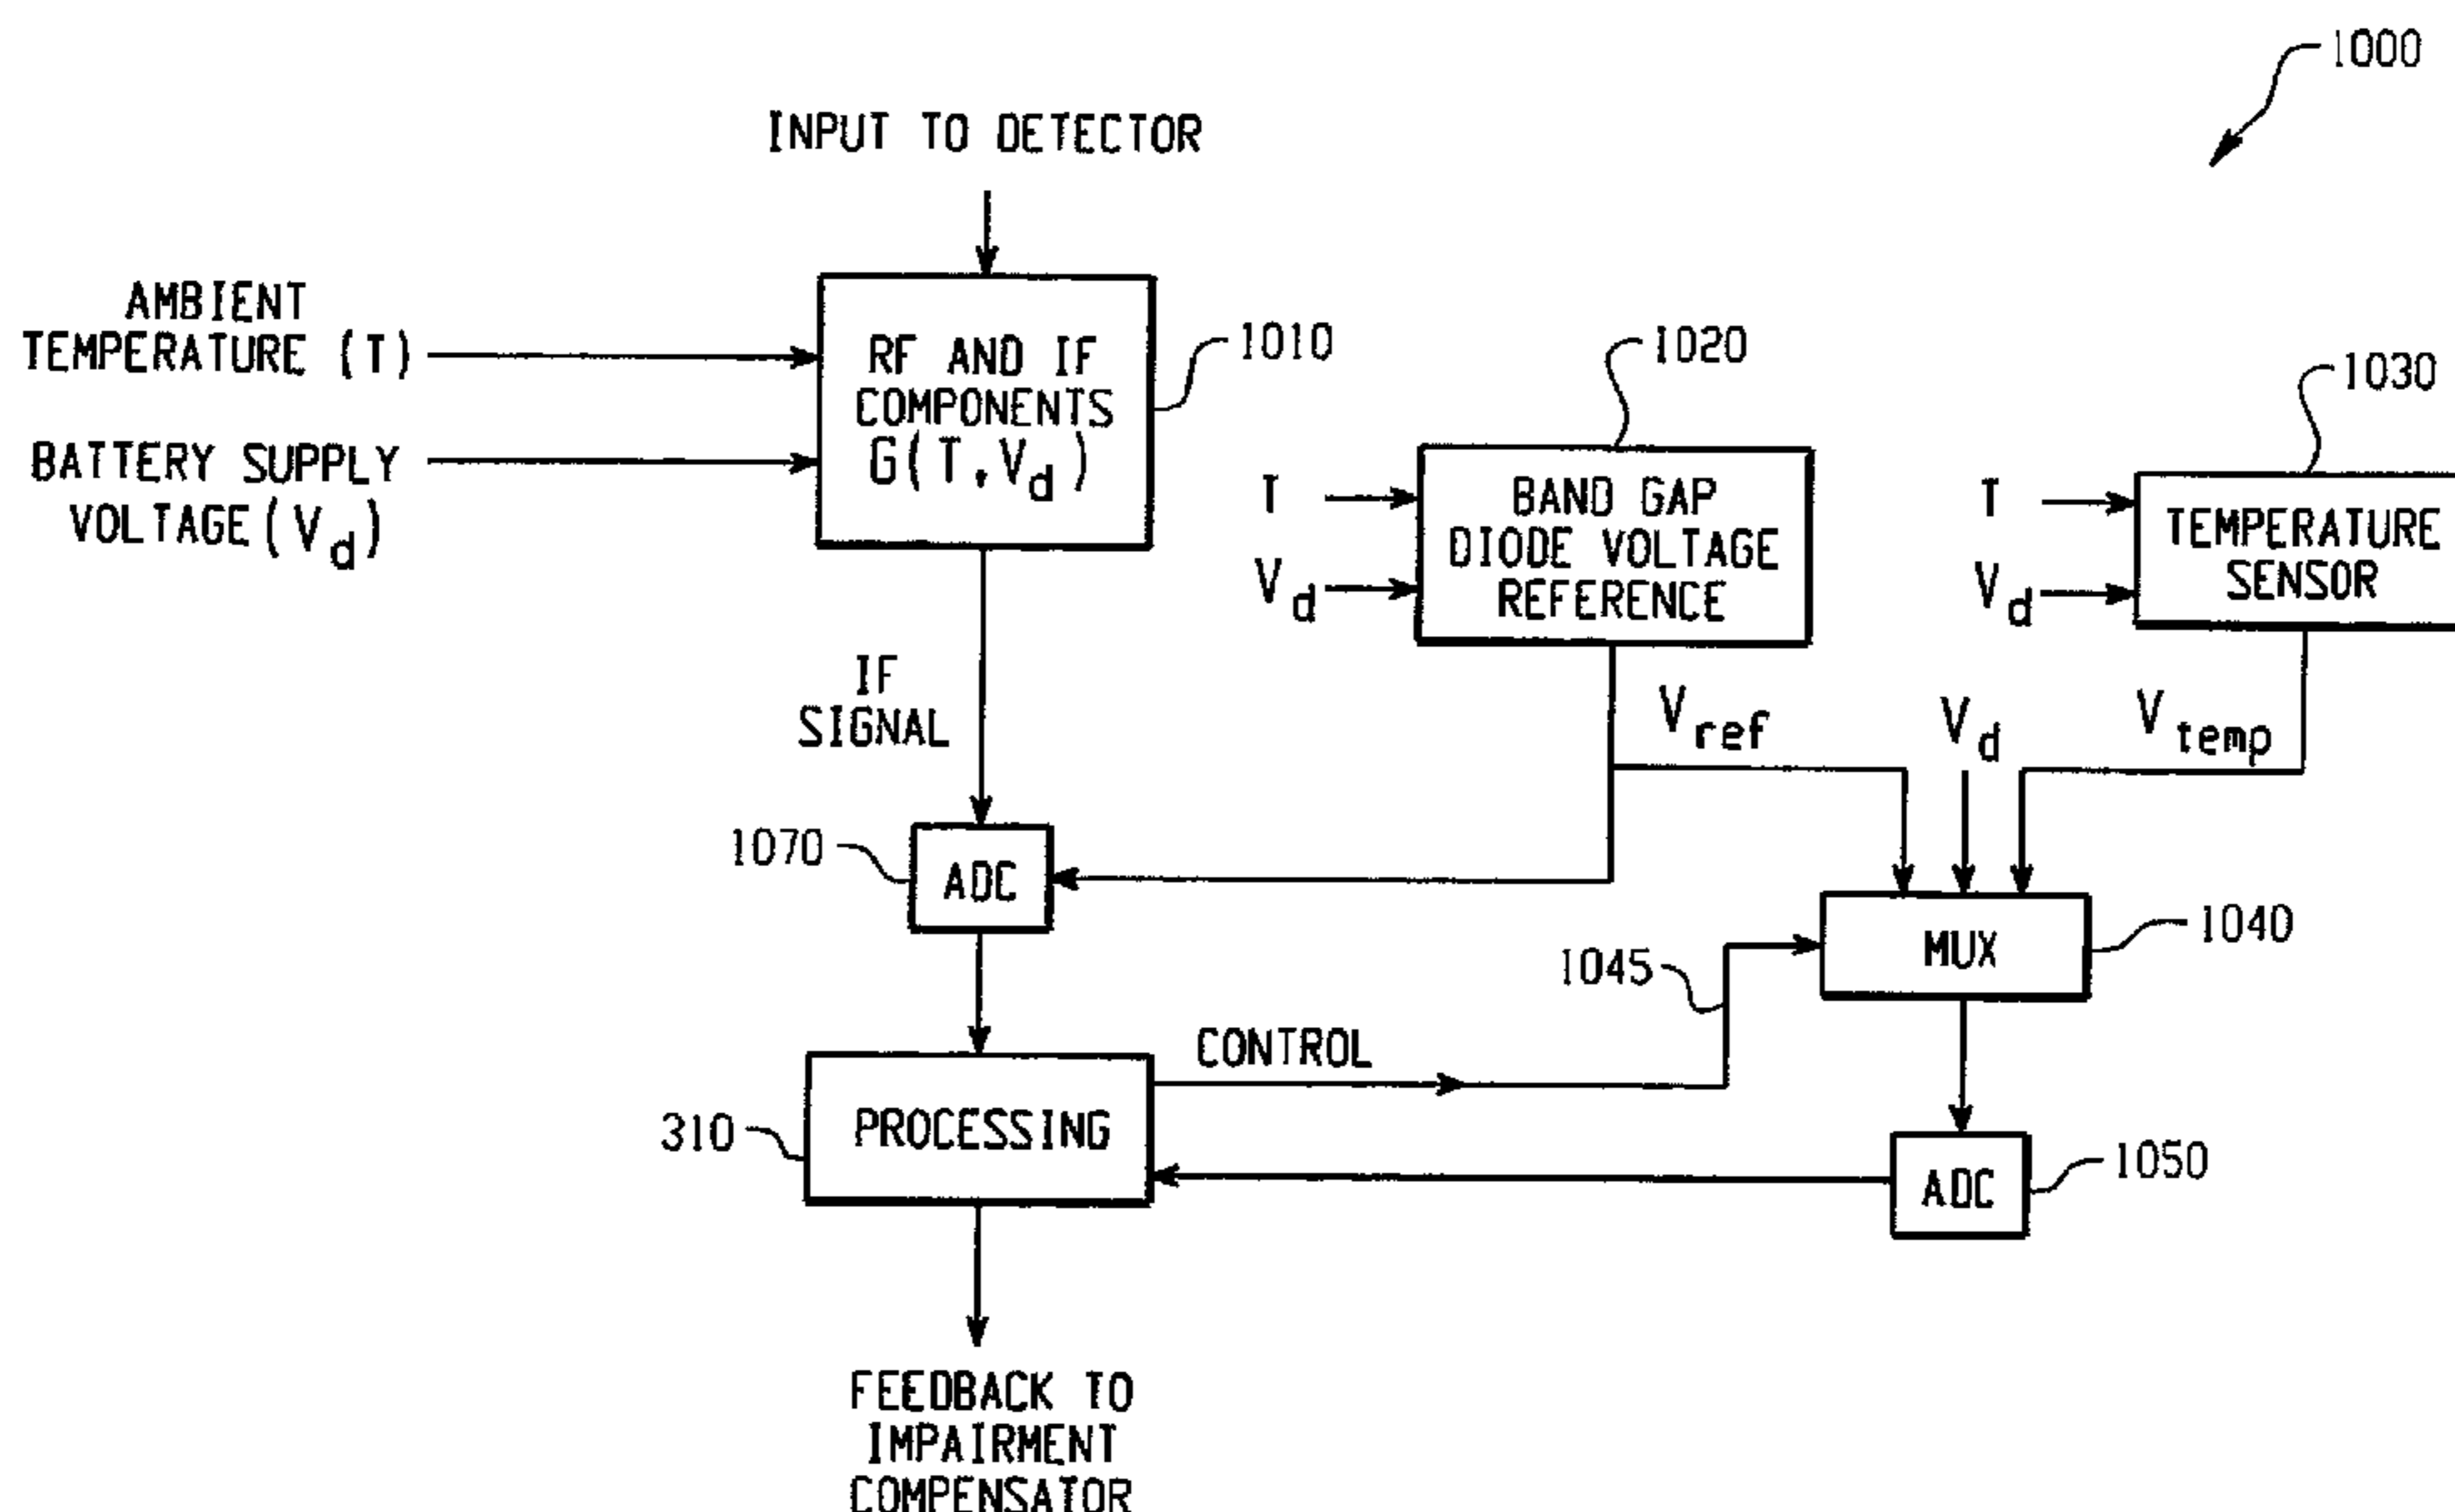 1000
INPUT TO DETECTOR
AMBIENT
TEMPERATURE (T)
BATTERY SUPPLY
VOLTAGE (Vd)
RF AND IF
COMPONENTS
G(T,Vd)
1010
1020
T
Vd
BAND GAP
DIODE VOLTAGE
REFERENCE
1030
T
Vd
TEMPERATURE
SENSOR
IF
SIGNAL
Vref
Vd
Vtemp
1070
ADC
MUX
1040
1045
CONTROL
310
PROCESSING
ADC
1050
FEEDBACK TO
IMPAIRMENT
COMPENSATOR